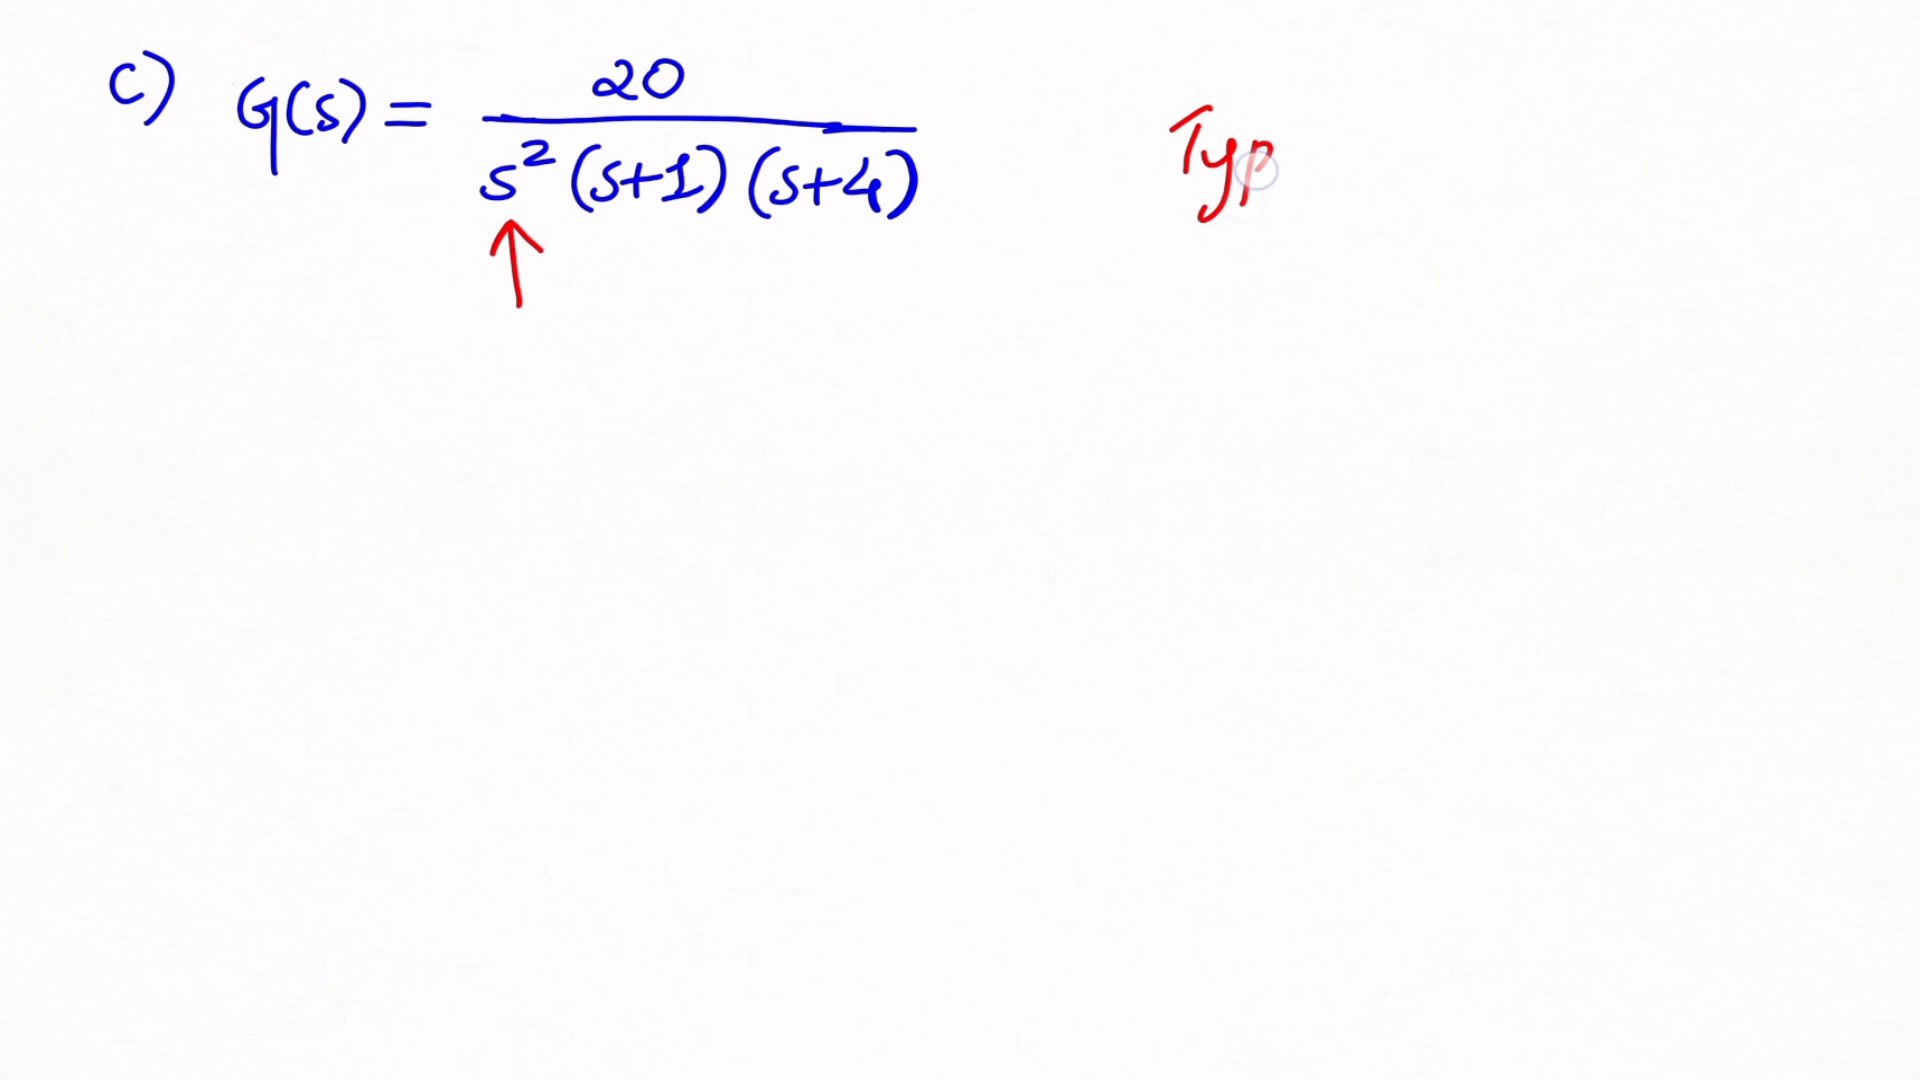 c) G(s) = 20 / s² (s+1) (s+4)
Typ